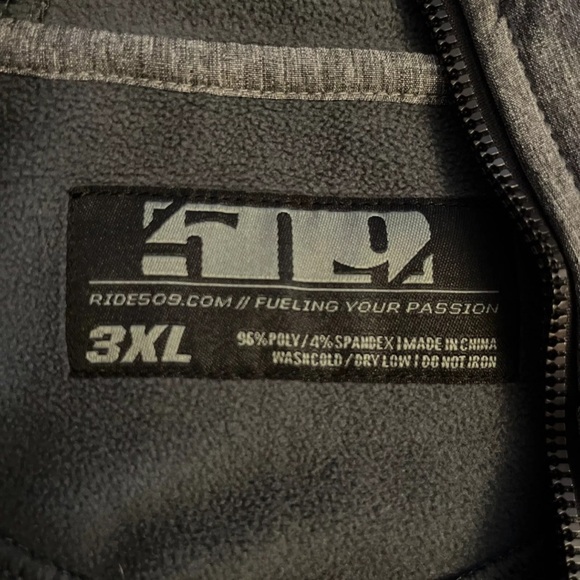 509
RIDE509.COM // FUELING YOUR PASSION
3XL
96% POLY / 4% SPANDEX | MADE IN CHINA
WASH COLD / DRY LOW | DO NOT IRON